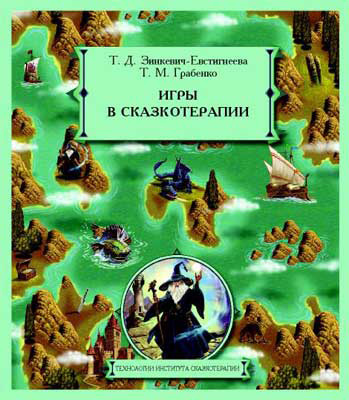 Т. Д. Зинкевич-Евстигнеева
Т. М. Грабенко
ИГРЫ
В СКАЗКОТЕРАПИИ
ТЕХНОЛОГИИ ИНСТИТУТА СКАЗКОТЕРАПИИ